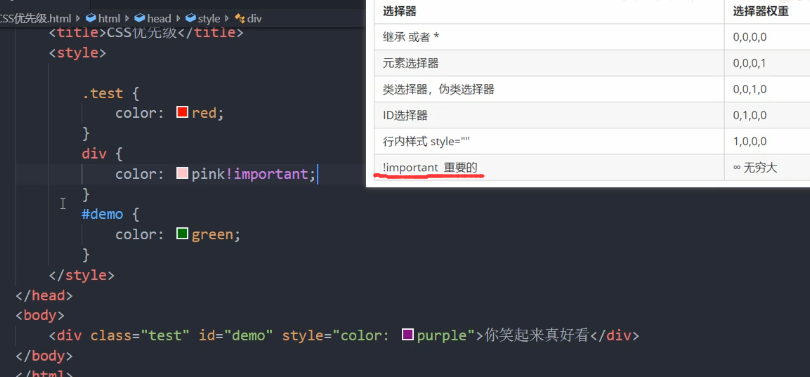 CSS优先级.html > html > head > style > div
<title>CSS优先级</title>
<style>
.test {
color: red;
}
div {
color: pink!important;
}
#demo {
color: green;
}
</style>
</head>
<body>
<div class="test" id="demo" style="color: purple">你笑起来真好看</div>
</body>
</html>
选择器 选择器权重
继承 或者 * 0,0,0,0
元素选择器 0,0,0,1
类选择器，伪类选择器 0,0,1,0
ID选择器 0,1,0,0
行内样式 style="" 1,0,0,0
!important 重要的 ∞ 无穷大